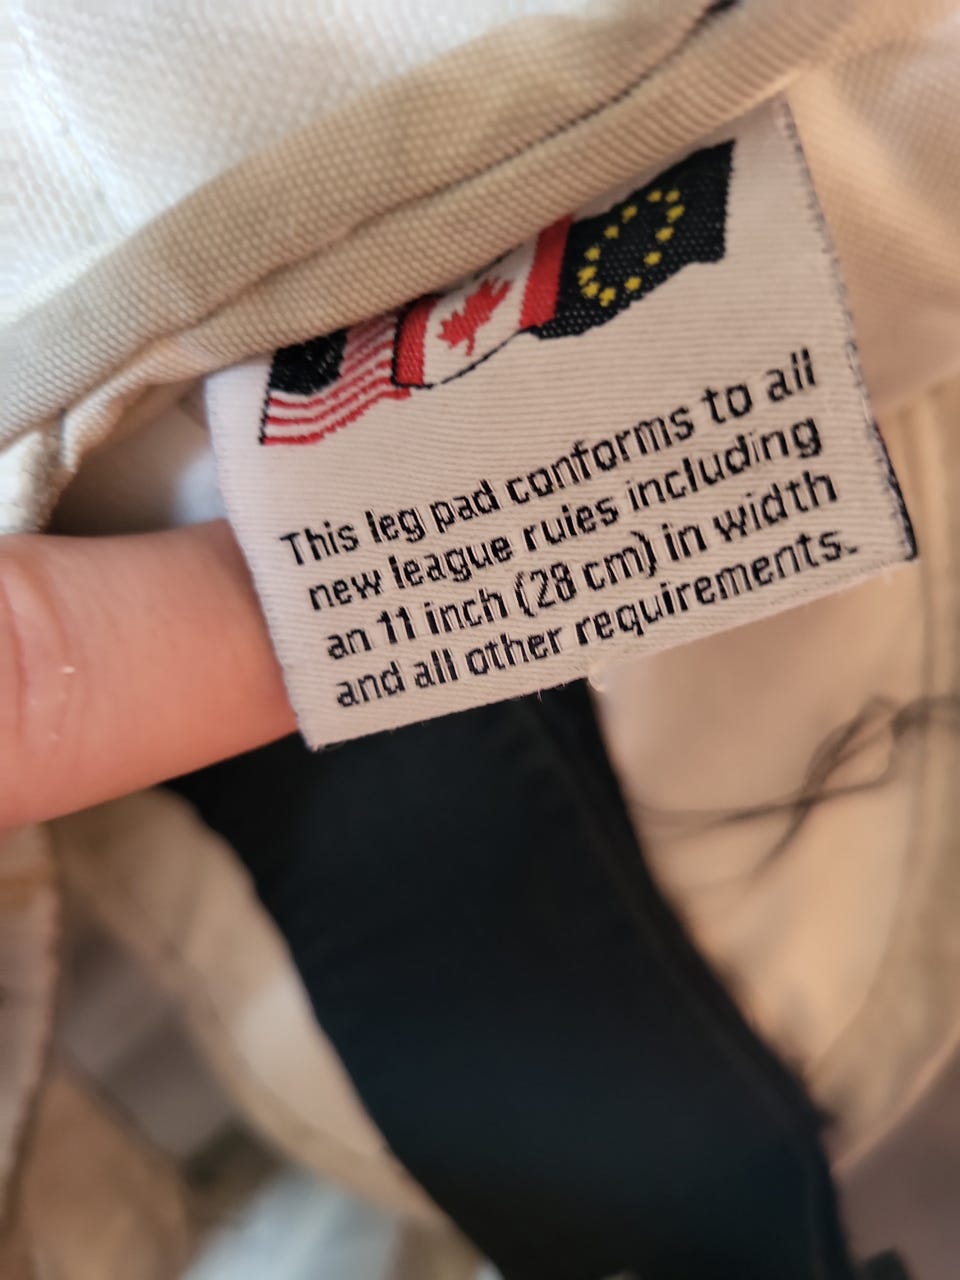 This leg pad conforms to all
new league rules including
an 11 inch (28 cm) in width
and all other requirements.